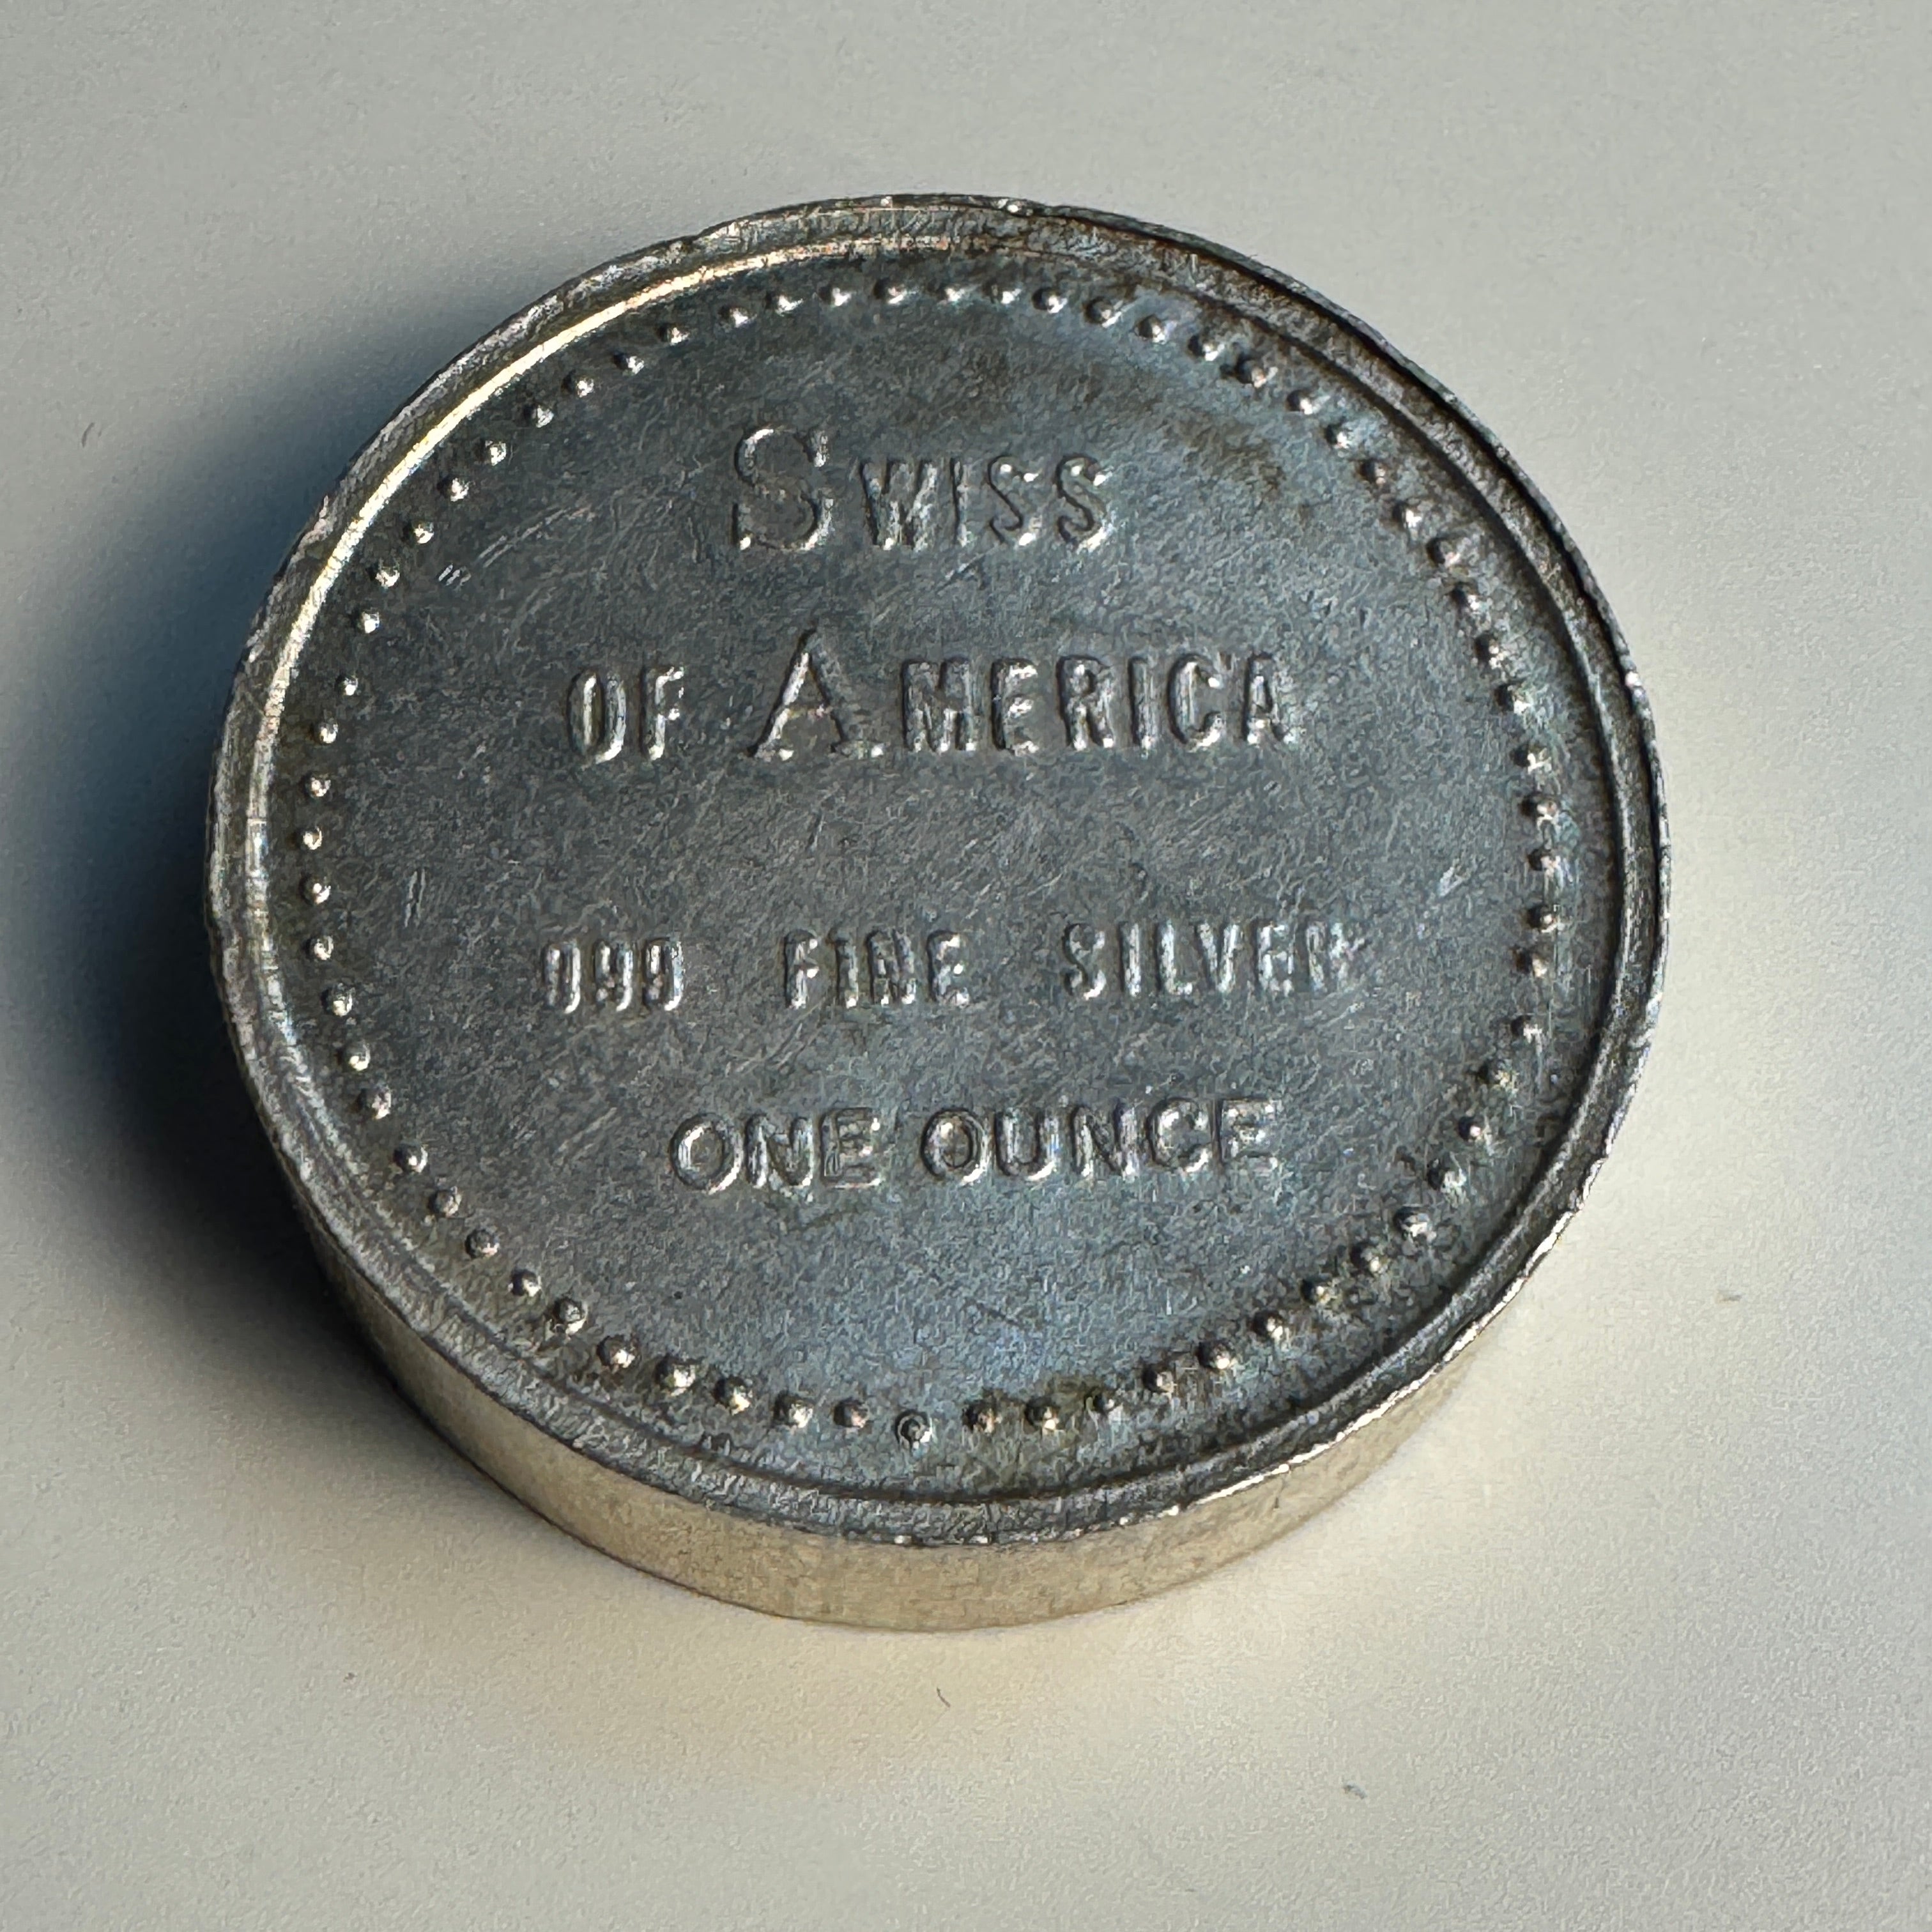 SWISS
OF AMERICA
999 FINE SILVER
ONE OUNCE